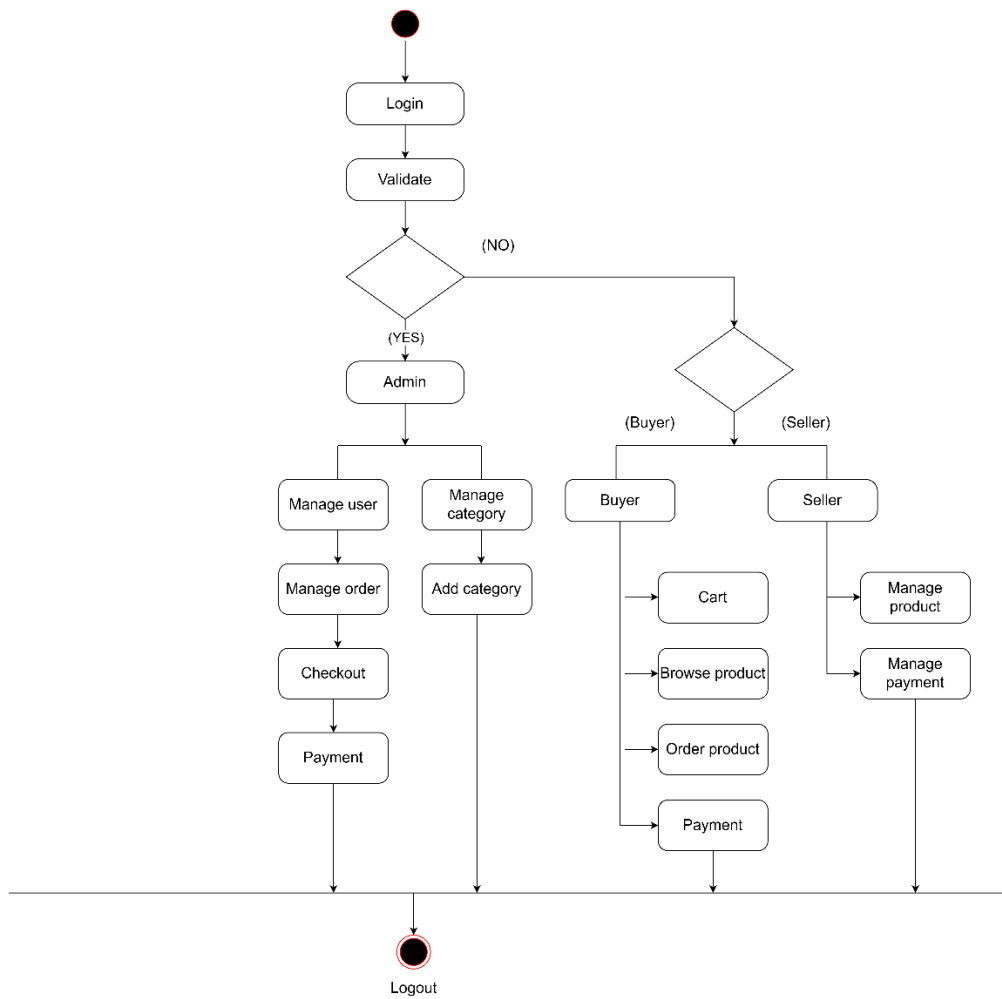 Login
Validate
(NO)
(YES)
Admin
(Buyer)
(Seller)
Manage user
Manage
category
Buyer
Seller
Manage order
Add category
Cart
Manage
product
Checkout
Browse product
Manage
payment
Payment
Order product
Payment
Logout